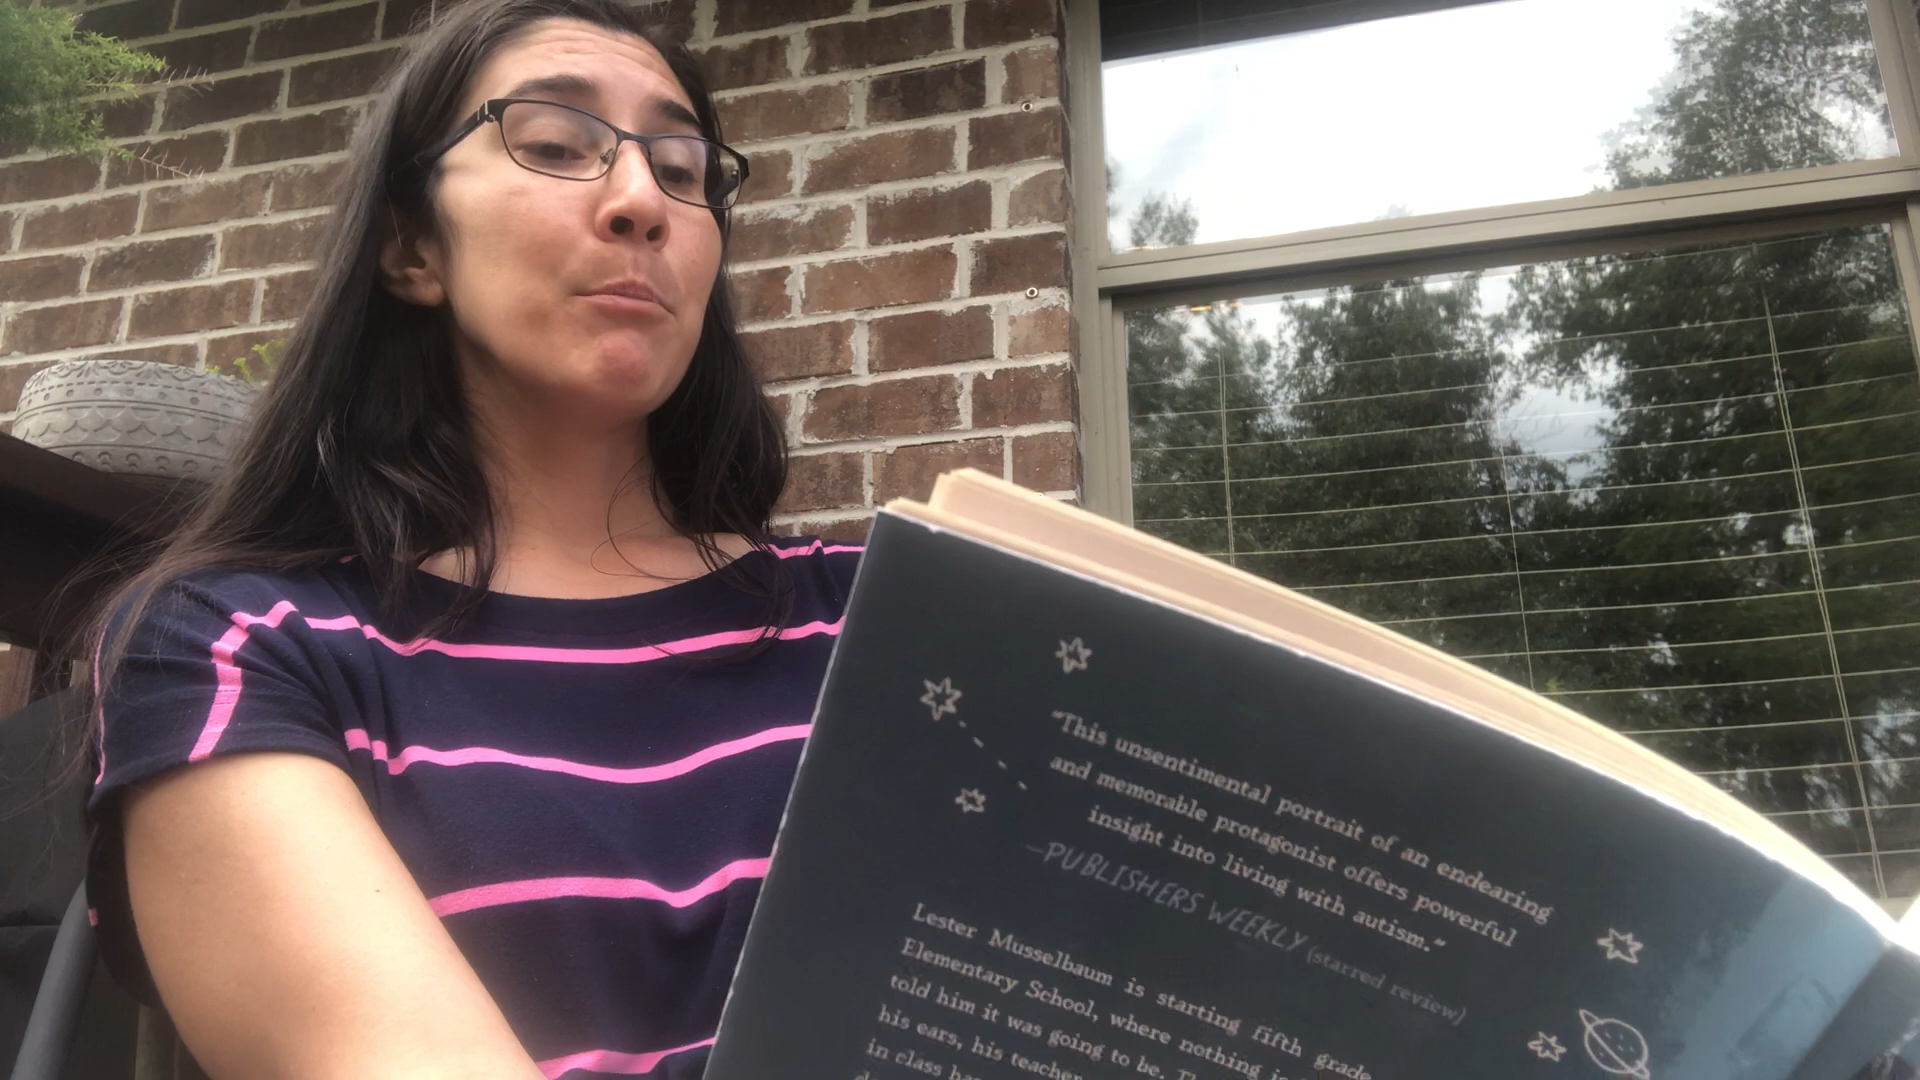 "This unsentimental portrait of an endearing
and memorable protagonist offers powerful
insight into living with autism."
—PUBLISHERS WEEKLY (starred review)
Lester Musselbaum is starting fifth grade
Elementary School, where nothing is
told him it was going to be.
his ears, his teacher
in class